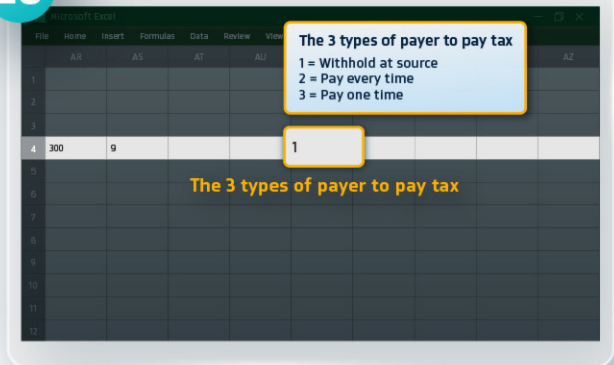 Microsoft Excel
File Home Insert Formulas Data Review View
The 3 types of payer to pay tax
1 = Withhold at source
2 = Pay every time
3 = Pay one time
AR AS AT AU AZ
1
2
3
4 300 9 1
5
The 3 types of payer to pay tax
6
7
8
9
10
11
12